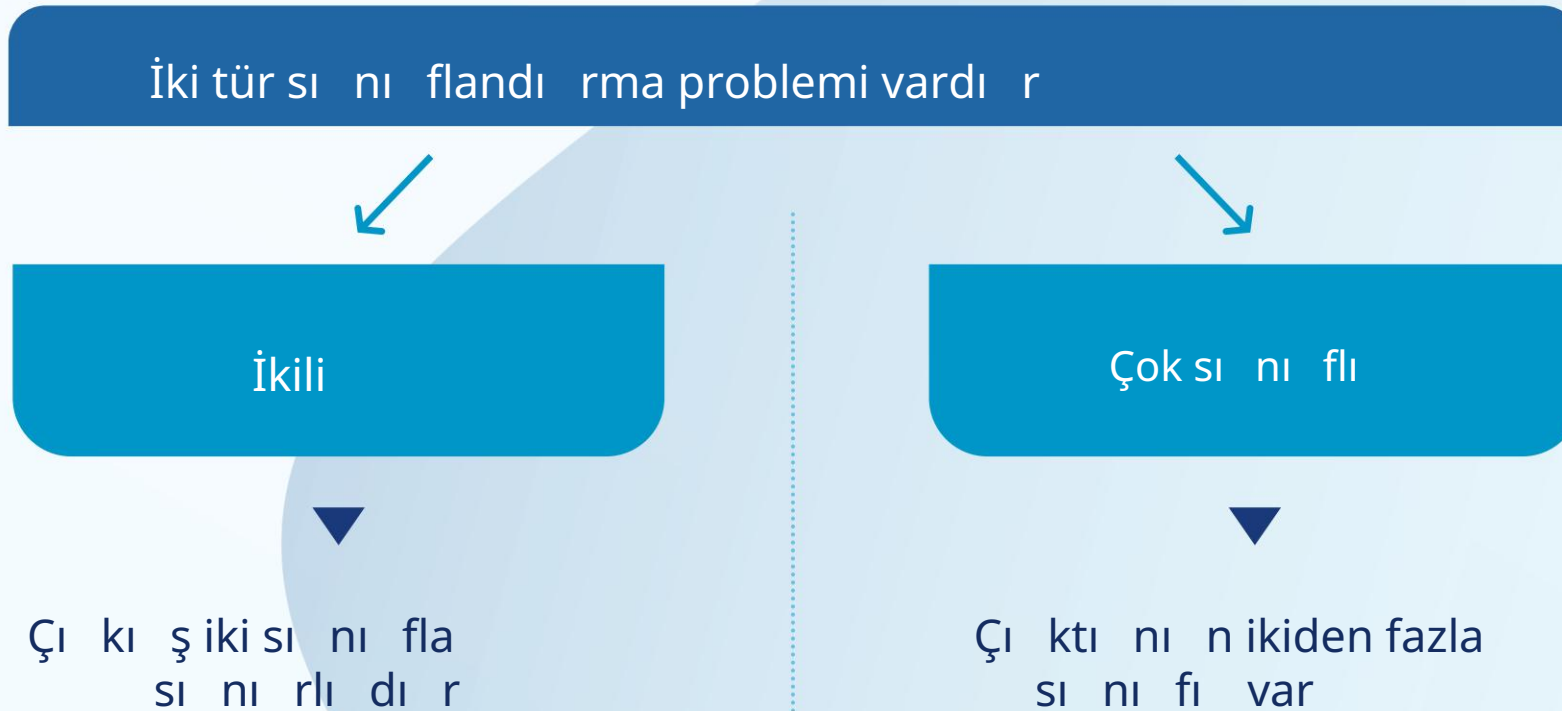 İki tür sı nı flandı rma problemi vardı r
İkili
Çok sı nı flı
Çı kı ş iki sı nı fla
sı nı rlı dı r
Çı ktı nı n ikiden fazla
sı nı fı var